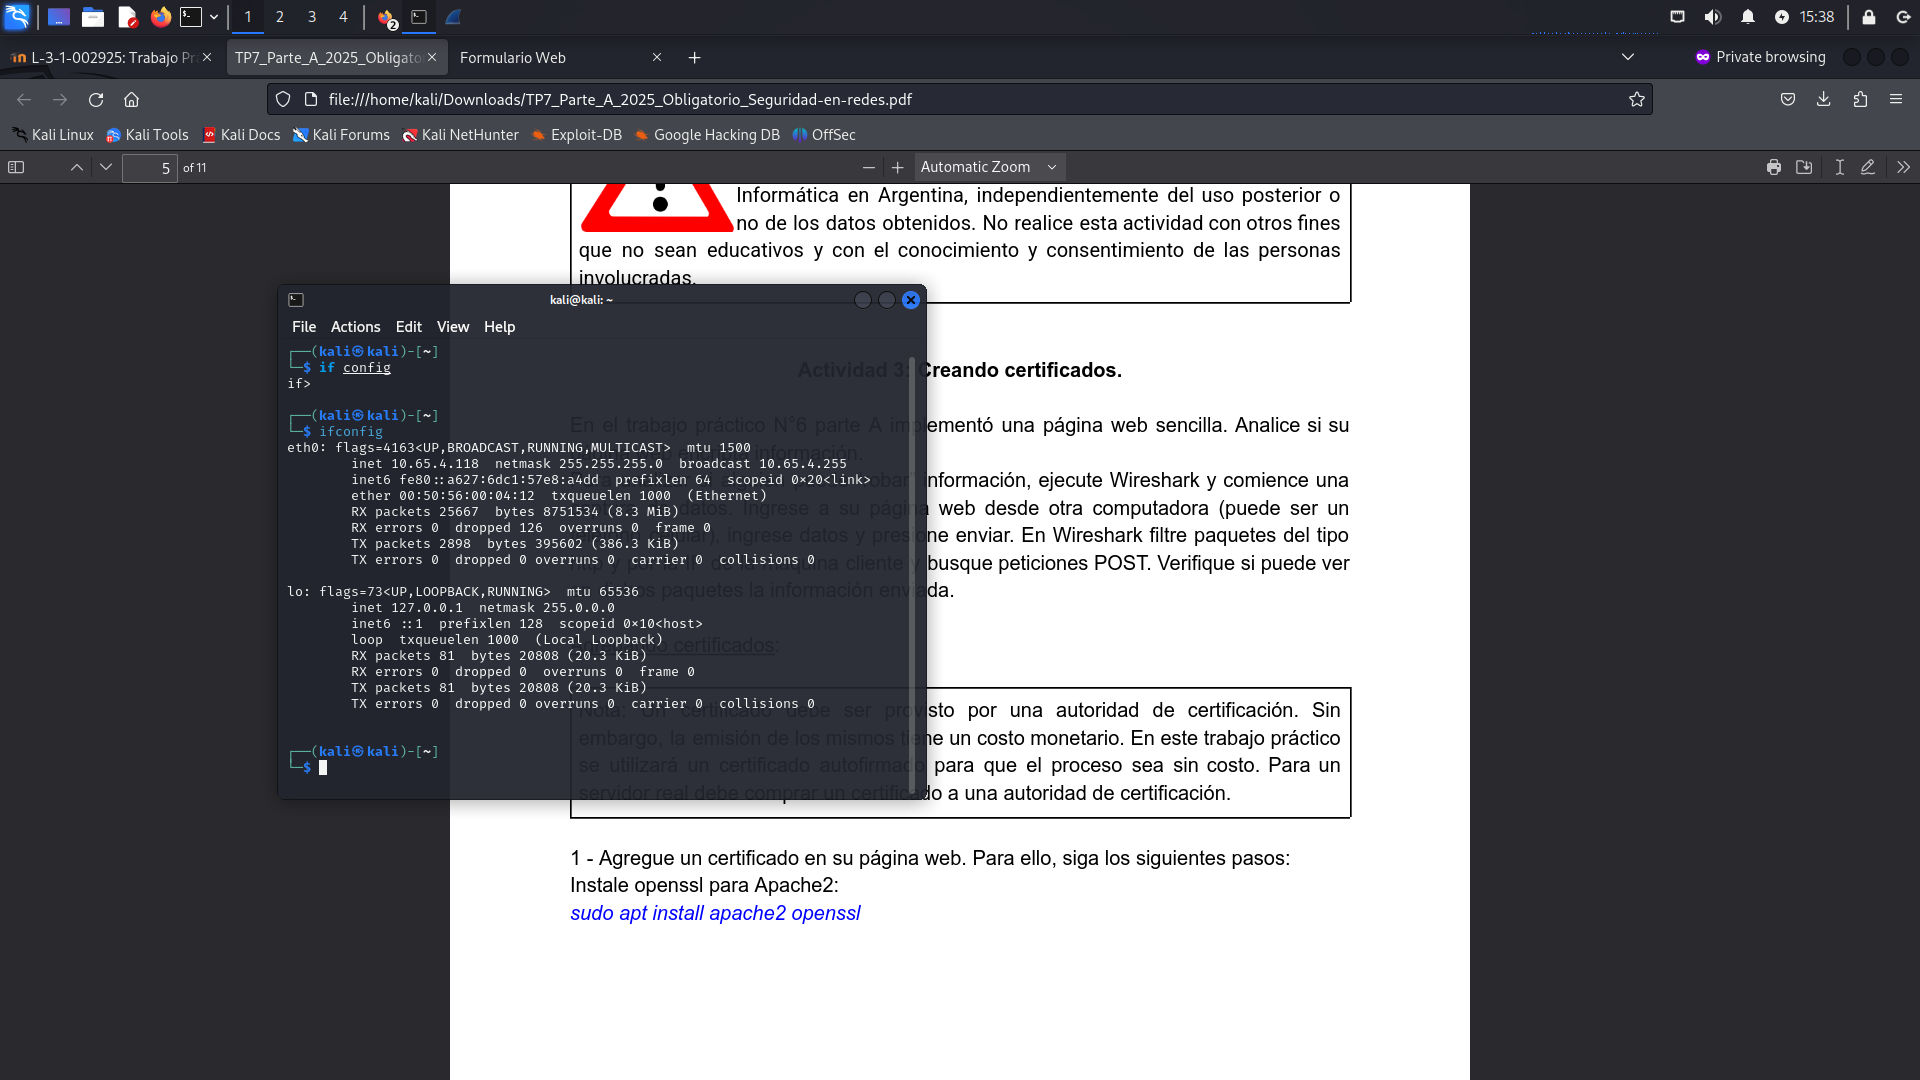 1 2 3 4 2 15:38
L-3-1-002925: Trabajo Pr
TP7_Parte_A_2025_Obligato
Formulario Web
Private browsing
file:///home/kali/Downloads/TP7_Parte_A_2025_Obligatorio_Seguridad-en-redes.pdf
Kali Linux Kali Tools Kali Docs Kali Forums Kali NetHunter Exploit-DB Google Hacking DB OffSec
5 of 11 Automatic Zoom
Informática en Argentina, independientemente del uso posterior o
no de los datos obtenidos. No realice esta actividad con otros fines
que no sean educativos y con el conocimiento y consentimiento de las personas
involucradas.
kali@kali: ~
File Actions Edit View Help
┌──(kali㉿kali)-[~]
└─$ if config
if>
┌──(kali㉿kali)-[~]
└─$ ifconfig
eth0: flags=4163<UP,BROADCAST,RUNNING,MULTICAST>  mtu 1500
inet 10.65.4.118  netmask 255.255.255.0  broadcast 10.65.4.255
inet6 fe80::a627:6dc1:57e8:a4dd  prefixlen 64  scopeid 0×20<link>
ether 00:50:56:00:04:12  txqueuelen 1000  (Ethernet)
RX packets 25667  bytes 8751534 (8.3 MiB)
RX errors 0  dropped 126  overruns 0  frame 0
TX packets 2898  bytes 395602 (386.3 KiB)
TX errors 0  dropped 0 overruns 0  carrier 0  collisions 0
lo: flags=73<UP,LOOPBACK,RUNNING>  mtu 65536
inet 127.0.0.1  netmask 255.0.0.0
inet6 ::1  prefixlen 128  scopeid 0×10<host>
loop  txqueuelen 1000  (Local Loopback)
RX packets 81  bytes 20808 (20.3 KiB)
RX errors 0  dropped 0  overruns 0  frame 0
TX packets 81  bytes 20808 (20.3 KiB)
TX errors 0  dropped 0 overruns 0  carrier 0  collisions 0
┌──(kali㉿kali)-[~]
└─$
Actividad 3: Creando certificados.
En el trabajo práctico N°6 parte A implementó una página web sencilla. Analice si su
información.
información, ejecute Wireshark y comience una
datos. Ingrese a su página web desde otra computadora (puede ser un
ingrese datos y presione enviar. En Wireshark filtre paquetes del tipo
de la máquina cliente y busque peticiones POST. Verifique si puede ver
paquetes la información enviada.
certificados:
Nota: Un certificado debe ser provisto por una autoridad de certificación. Sin
embargo, la emisión de los mismos tiene un costo monetario. En este trabajo práctico
se utilizará un certificado autofirmado para que el proceso sea sin costo. Para un
servidor real debe comprar un certificado a una autoridad de certificación.
1 - Agregue un certificado en su página web. Para ello, siga los siguientes pasos:
Instale openssl para Apache2:
sudo apt install apache2 openssl